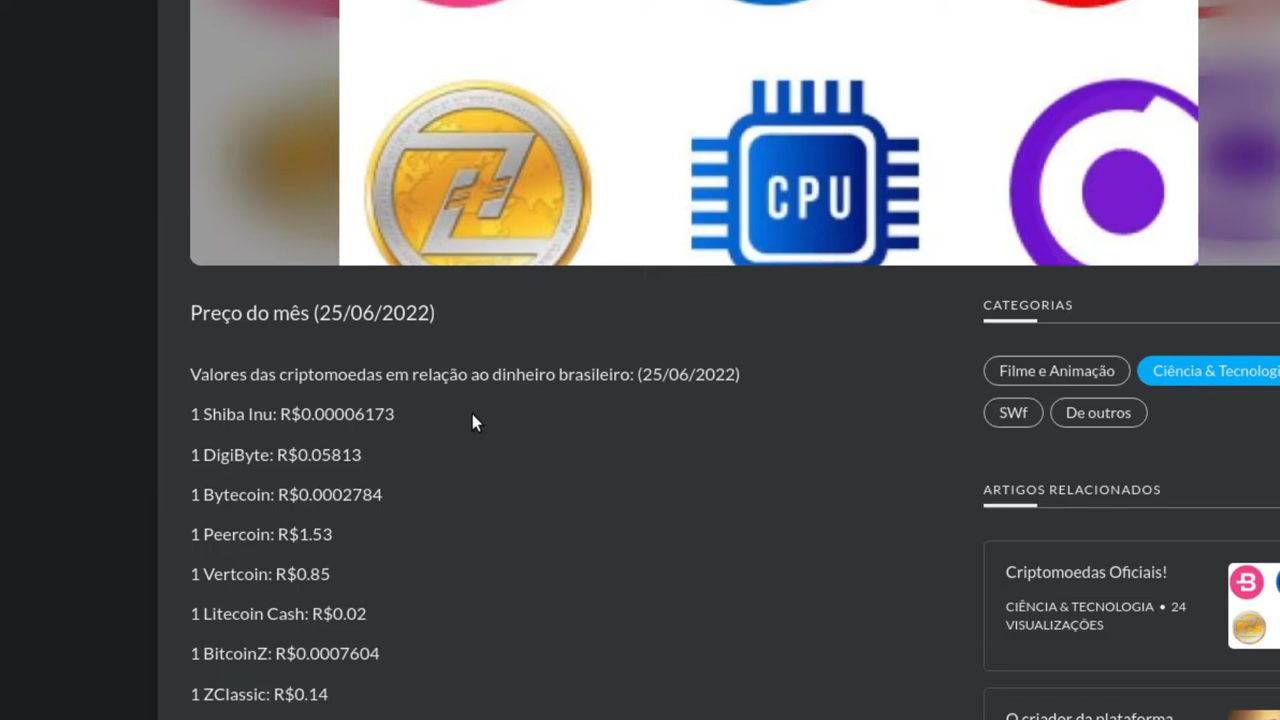 CPU
Preço do mês (25/06/2022)
Valores das criptomoedas em relação ao dinheiro brasileiro: (25/06/2022)
1 Shiba Inu: R$0.00006173
1 DigiByte: R$0.05813
1 Bytecoin: R$0.0002784
1 Peercoin: R$1.53
1 Vertcoin: R$0.85
1 Litecoin Cash: R$0.02
1 BitcoinZ: R$0.0007604
1 ZClassic: R$0.14
CATEGORIAS
Filme e Animação
Ciência & Tecnologi
SWf
De outros
ARTIGOS RELACIONADOS
Criptomoedas Oficiais!
CIÊNCIA & TECNOLOGIA • 24
VISUALIZAÇÕES
O criador da plataforma